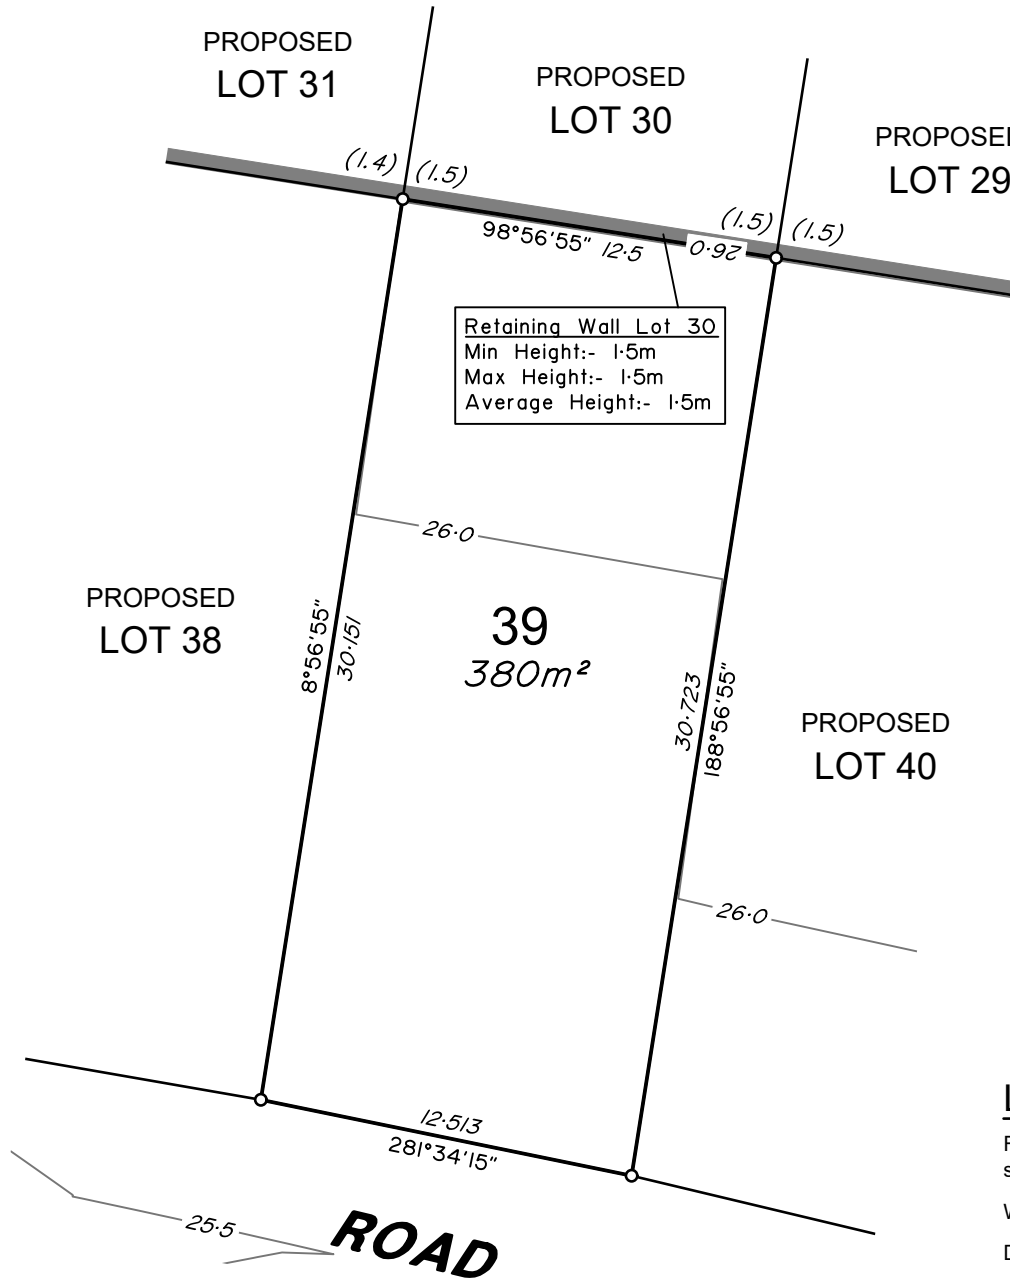 PROPOSED
LOT 31
PROPOSED
LOT 30
PROPOSED
LOT 29
(1.4)
(1.5)
(1.5)
(1.5)
98°56'55"
12·5
26·0
Retaining Wall Lot 30
Min Height:- 1·5m
Max Height:- 1·5m
Average Height:- 1·5m
26·0
39
380m²
PROPOSED
LOT 38
8°56'55"
30·151
30·723
188°56'55"
PROPOSED
LOT 40
26·0
12·513
281°34'15"
25·5
ROAD